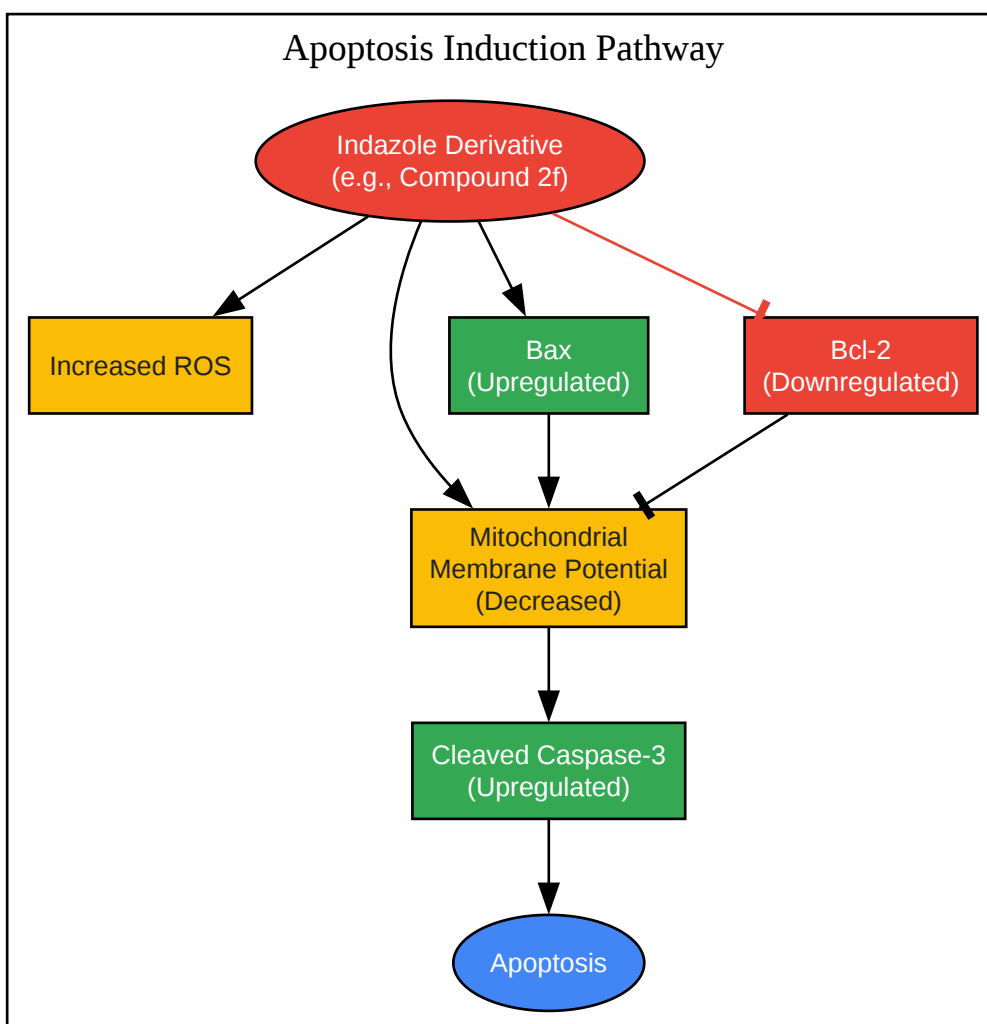 Apoptosis Induction Pathway
Indazole Derivative
(e.g., Compound 2f)
Increased ROS
Bax
(Upregulated)
Bcl-2
(Downregulated)
Mitochondrial
Membrane Potential
(Decreased)
Cleaved Caspase-3
(Upregulated)
Apoptosis